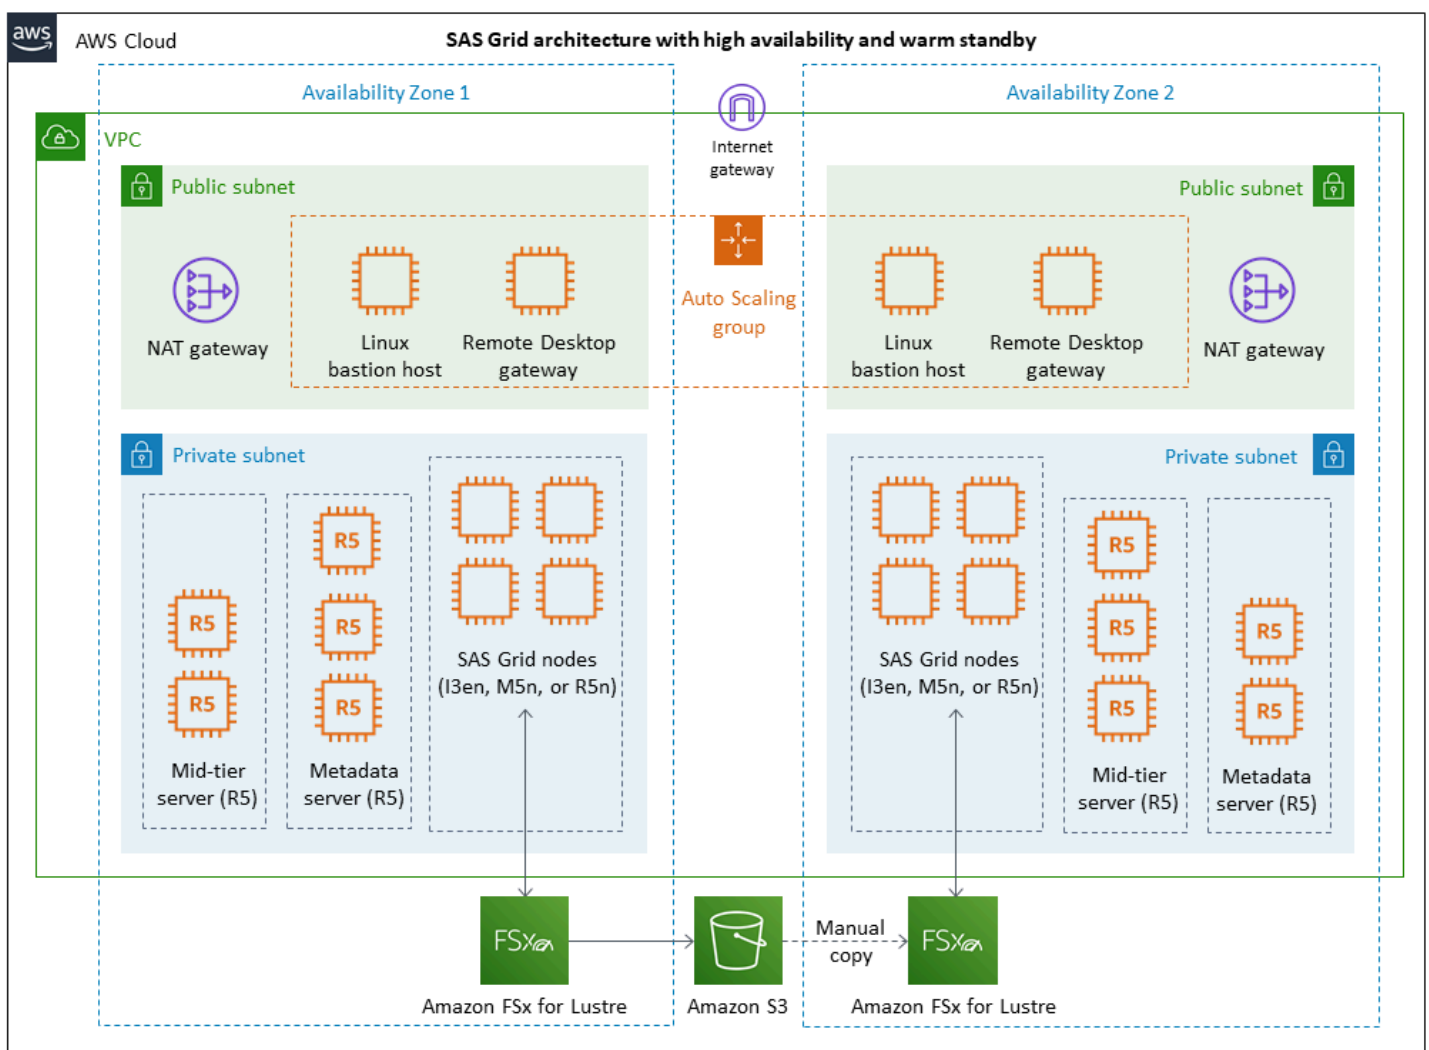 aws
AWS Cloud
SAS Grid architecture with high availability and warm standby
Availability Zone 1
Availability Zone 2
VPC
Internet
gateway
Public subnet
Public subnet
NAT gateway
Linux
bastion host
Remote Desktop
gateway
Auto Scaling
group
Linux
bastion host
Remote Desktop
gateway
NAT gateway
Private subnet
R5
R5
Mid-tier
server (R5)
R5
R5
R5
Metadata
server (R5)
SAS Grid nodes
(I3en, M5n, or R5n)
Private subnet
SAS Grid nodes
(I3en, M5n, or R5n)
R5
R5
R5
Mid-tier
server (R5)
R5
R5
Metadata
server (R5)
FSx
Amazon FSx for Lustre
Amazon S3
Manual
copy
FSx
Amazon FSx for Lustre